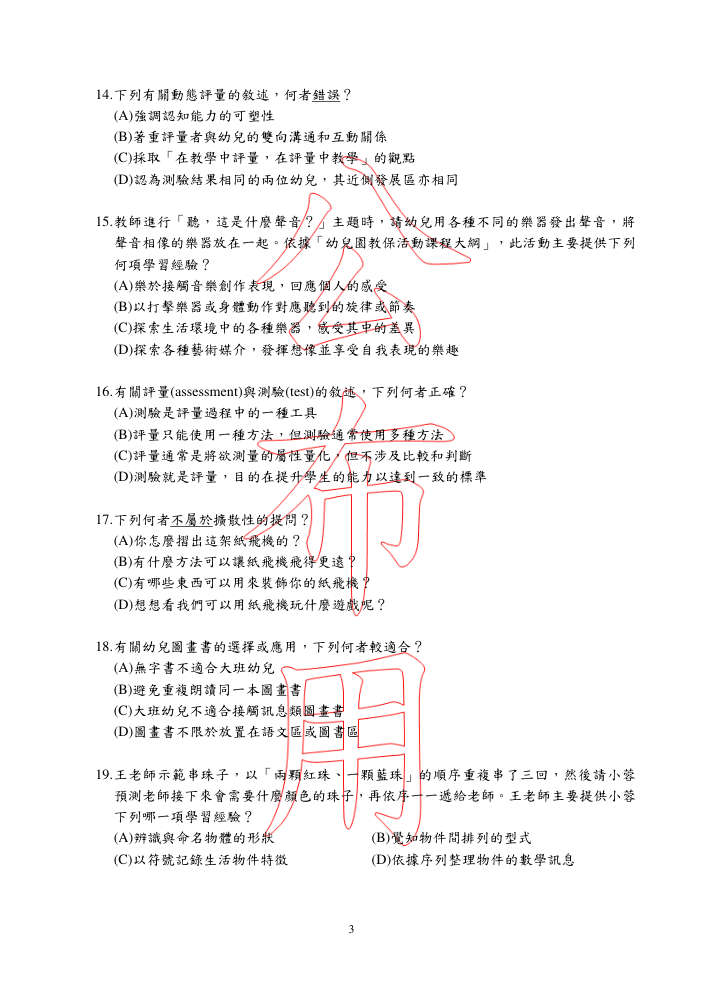 14.下列有關動態評量的敘述，何者錯誤？
(A)強調認知能力的可塑性
(B)著重評量者與幼兒的雙向溝通和互動關係
(C)採取「在教學中評量，在評量中教學」的觀點
(D)認為測驗結果相同的兩位幼兒，其近側發展區亦相同
15.教師進行「聽，這是什麼聲音？」主題時，請幼兒用各種不同的樂器發出聲音，將
聲音相像的樂器放在一起。依據「幼兒園教保活動課程大綱」，此活動主要提供下列
何項學習經驗？
(A)樂於接觸音樂創作表現，回應個人的感受
(B)以打擊樂器或身體動作對應聽到的旋律或節奏
(C)探索生活環境中的各種樂器，感受其中的差異
(D)探索各種藝術媒介，發揮想像並享受自我表現的樂趣
16.有關評量(assessment)與測驗(test)的敘述，下列何者正確？
(A)測驗是評量過程中的一種工具
(B)評量只能使用一種方法，但測驗通常使用多種方法
(C)評量通常是將欲測量的屬性量化，但不涉及比較和判斷
(D)測驗就是評量，目的在提升學生的能力以達到一致的標準
17.下列何者不屬於擴散性的提問？
(A)你怎麼摺出這架紙飛機的？
(B)有什麼方法可以讓紙飛機飛得更遠？
(C)有哪些東西可以用來裝飾你的紙飛機？
(D)想想看我們可以用紙飛機玩什麼遊戲呢？
18.有關幼兒圖畫書的選擇或應用，下列何者較適合？
(A)無字書不適合大班幼兒
(B)避免重複朗讀同一本圖畫書
(C)大班幼兒不適合接觸訊息類圖畫書
(D)圖畫書不限於放置在語文區或圖書區
19.王老師示範串珠子，以「兩顆紅珠、一顆藍珠」的順序重複串了三回，然後請小蓉
預測老師接下來會需要什麼顏色的珠子，再依序一一遞給老師。王老師主要提供小蓉
下列哪一項學習經驗？
(A)辨識與命名物體的形狀 (B)覺知物件間排列的型式
(C)以符號記錄生活物件特徵 (D)依據序列整理物件的數學訊息
公布用
3